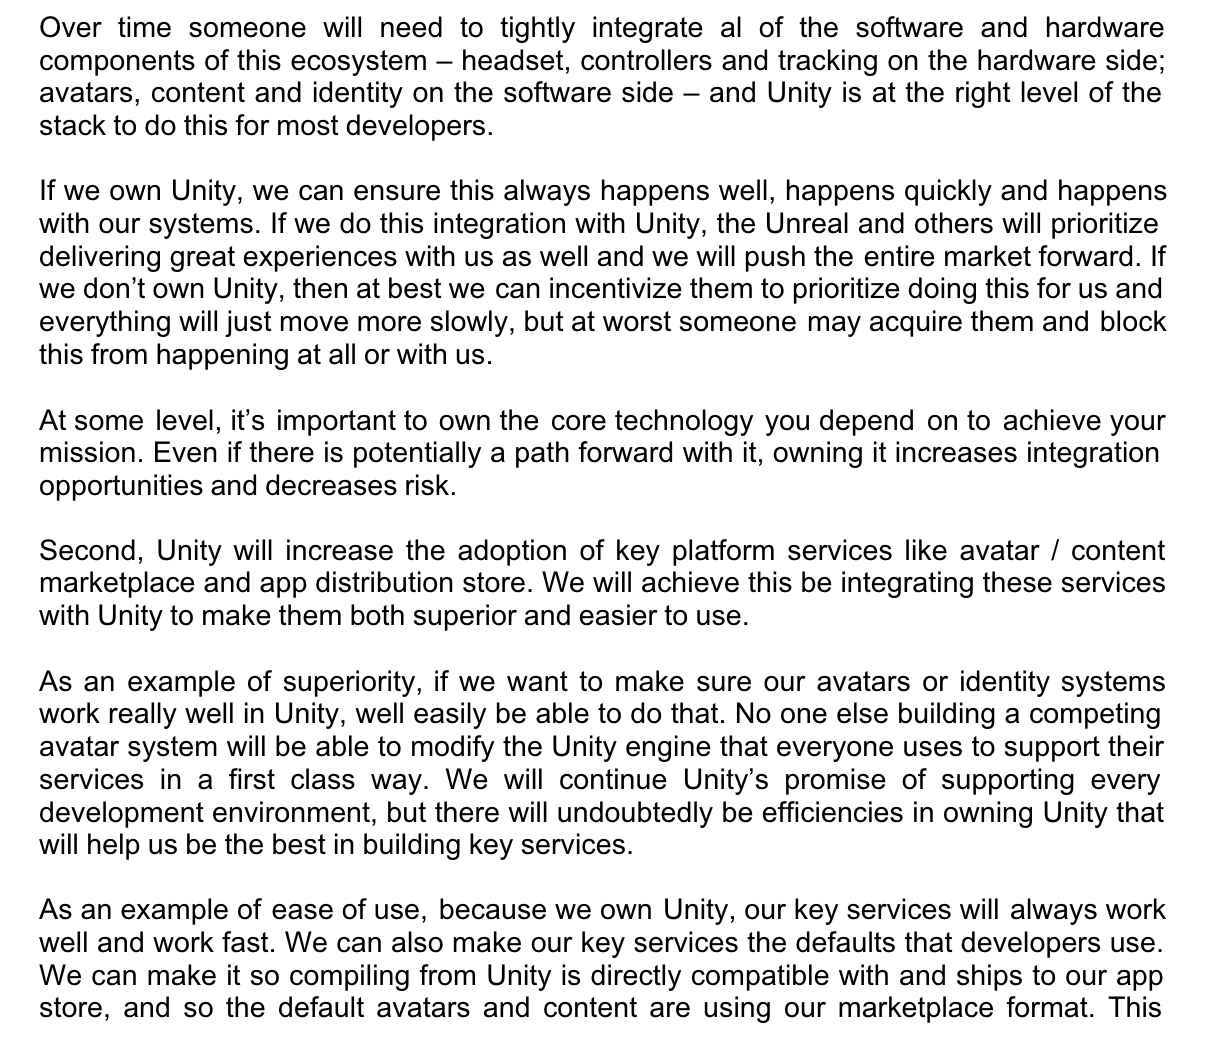 Over time someone will need to tightly integrate al of the software and hardware
components of this ecosystem – headset, controllers and tracking on the hardware side;
avatars, content and identity on the software side – and Unity is at the right level of the
stack to do this for most developers.
If we own Unity, we can ensure this always happens well, happens quickly and happens
with our systems. If we do this integration with Unity, the Unreal and others will prioritize
delivering great experiences with us as well and we will push the entire market forward. If
we don’t own Unity, then at best we can incentivize them to prioritize doing this for us and
everything will just move more slowly, but at worst someone may acquire them and block
this from happening at all or with us.
At some level, it’s important to own the core technology you depend on to achieve your
mission. Even if there is potentially a path forward with it, owning it increases integration
opportunities and decreases risk.
Second, Unity will increase the adoption of key platform services like avatar / content
marketplace and app distribution store. We will achieve this be integrating these services
with Unity to make them both superior and easier to use.
As an example of superiority, if we want to make sure our avatars or identity systems
work really well in Unity, well easily be able to do that. No one else building a competing
avatar system will be able to modify the Unity engine that everyone uses to support their
services in a first class way. We will continue Unity’s promise of supporting every
development environment, but there will undoubtedly be efficiencies in owning Unity that
will help us be the best in building key services.
As an example of ease of use, because we own Unity, our key services will always work
well and work fast. We can also make our key services the defaults that developers use.
We can make it so compiling from Unity is directly compatible with and ships to our app
store, and so the default avatars and content are using our marketplace format. This